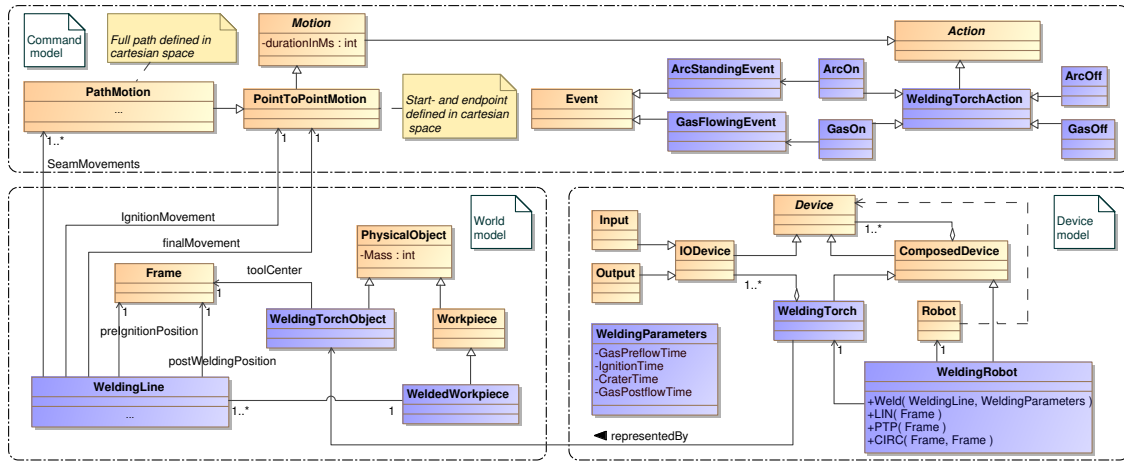 Command
model
Full path defined in
cartesian space
Motion
-durationInMs : int
Action
PathMotion
...
PointToPointMotion
Start- and endpoint
defined in cartesian
space
Event
ArcStandingEvent
GasFlowingEvent
ArcOn
GasOn
WeldingTorchAction
ArcOff
GasOff
1..*
SeamMovements
1
1
IgnitionMovement
finalMovement
World
model
PhysicalObject
-Mass : int
Frame
toolCenter
1
1
1
preIgnitionPosition
postWeldingPosition
WeldingTorchObject
Workpiece
WeldingLine
...
1..*
1
WeldedWorkpiece
Device
model
Device
1..*
Input
Output
IODevice
1..*
ComposedDevice
WeldingTorch
1
Robot
1
WeldingParameters
-GasPreflowTime
-IgnitionTime
-CraterTime
-GasPostflowTime
WeldingRobot
+Weld( WeldingLine, WeldingParameters )
+LIN( Frame )
+PTP( Frame )
+CIRC( Frame, Frame )
◀ representedBy